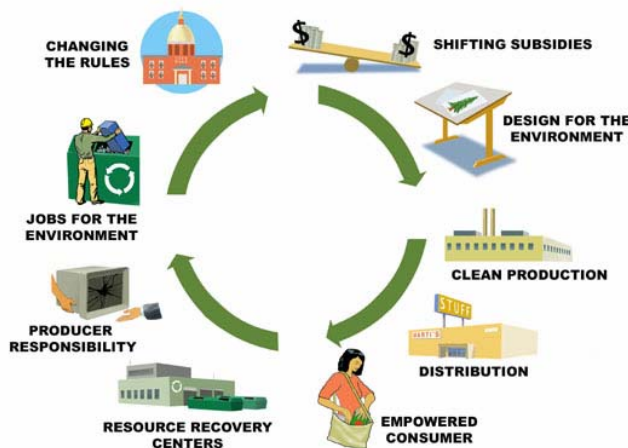 CHANGING
THE RULES
SHIFTING SUBSIDIES
DESIGN FOR THE
ENVIRONMENT
CLEAN PRODUCTION
STUFF
MARTI'S
DISTRIBUTION
EMPOWERED
CONSUMER
RESOURCE RECOVERY
CENTERS
PRODUCER
RESPONSIBILITY
JOBS FOR THE
ENVIRONMENT
$
$